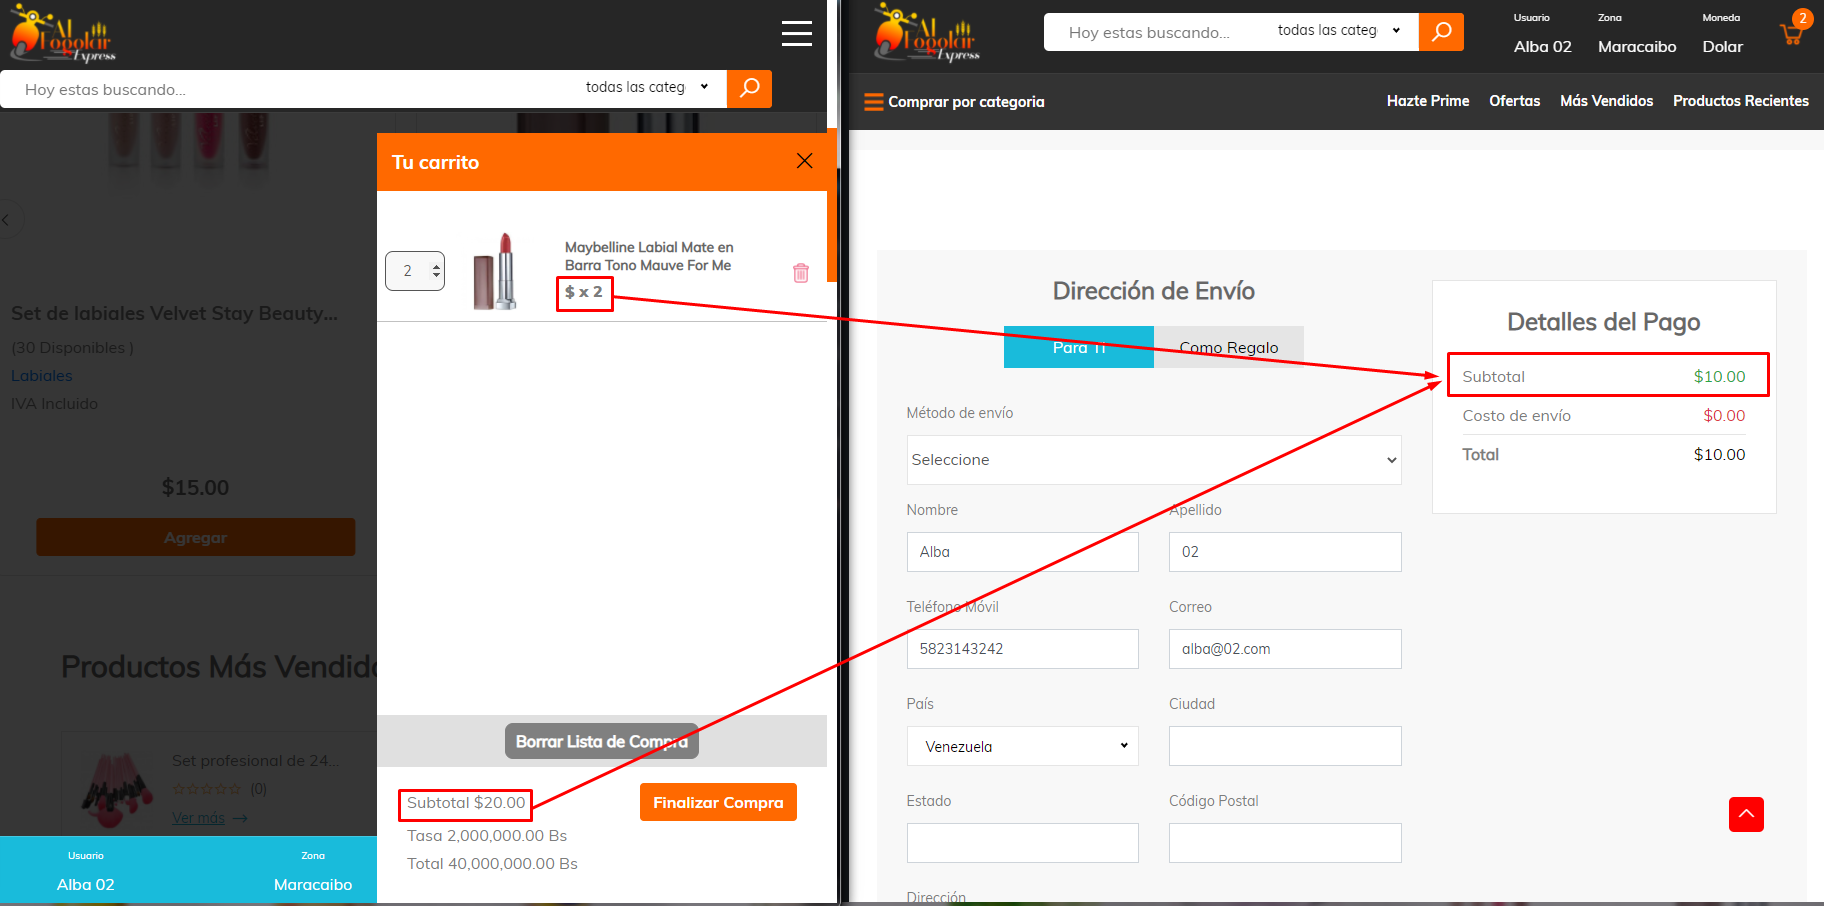 Al
Fogolar
Express
Hoy estas buscando...
todas las categ
Tu carrito
2
Maybelline Labial Mate en
Barra Tono Mauve For Me
$ x 2
Set de labiales Velvet Stay Beauty...
(30 Disponibles )
Labiales
IVA Incluido
$15.00
Agregar
Productos Más Vendido
Set profesional de 24...
(0)
Ver más
Borrar Lista de Compra
Subtotal $20.00
Finalizar Compra
Tasa 2,000,000.00 Bs
Total 40,000,000.00 Bs
Usuario
Zona
Alba 02
Maracaibo
Al
Fogolar
Express
Hoy estas buscando...
todas las categ
Usuario
Zona
Moneda
2
Alba 02
Maracaibo
Dolar
Comprar por categoria
Hazte Prime
Ofertas
Más Vendidos
Productos Recientes
Dirección de Envío
Para Ti
Como Regalo
Método de envío
Seleccione
Nombre
Apellido
Alba
02
Teléfono Móvil
Correo
5823143242
alba@02.com
País
Ciudad
Venezuela
Estado
Código Postal
Dirección
Detalles del Pago
Subtotal
$10.00
Costo de envío
$0.00
Total
$10.00